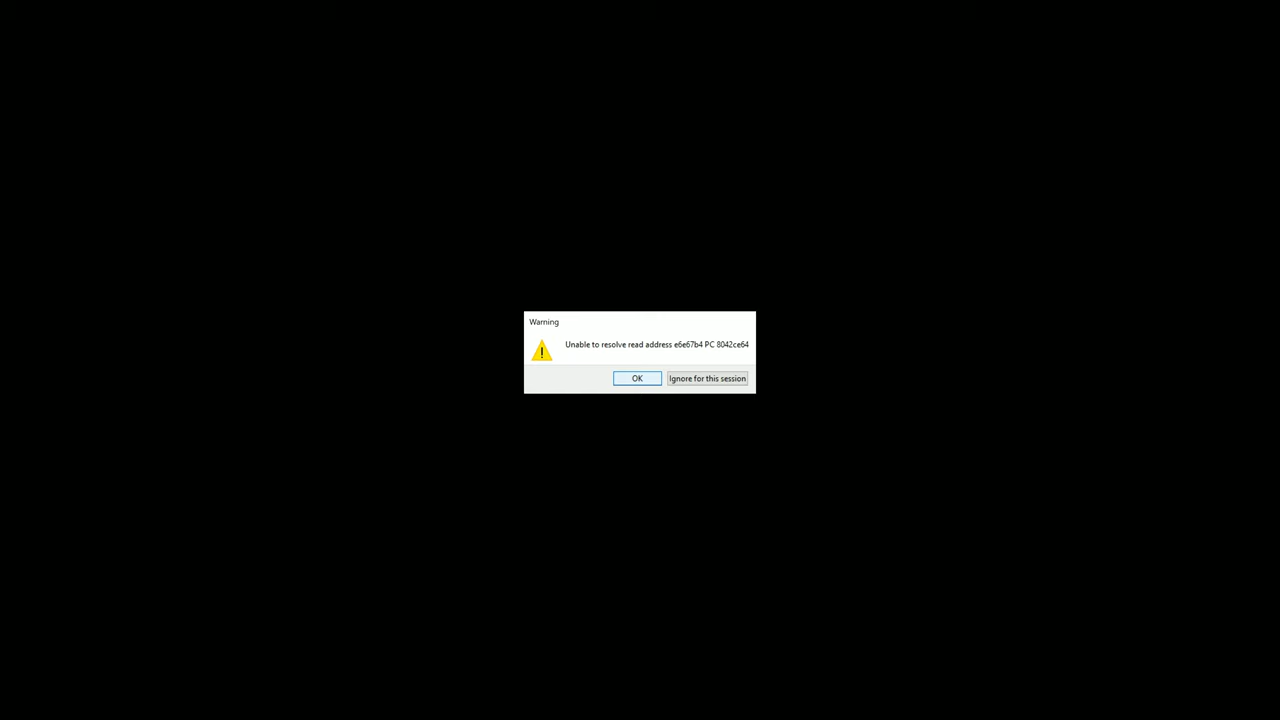 Warning
Unable to resolve read address e6e67b4 PC 8042ce64
OK
Ignore for this session